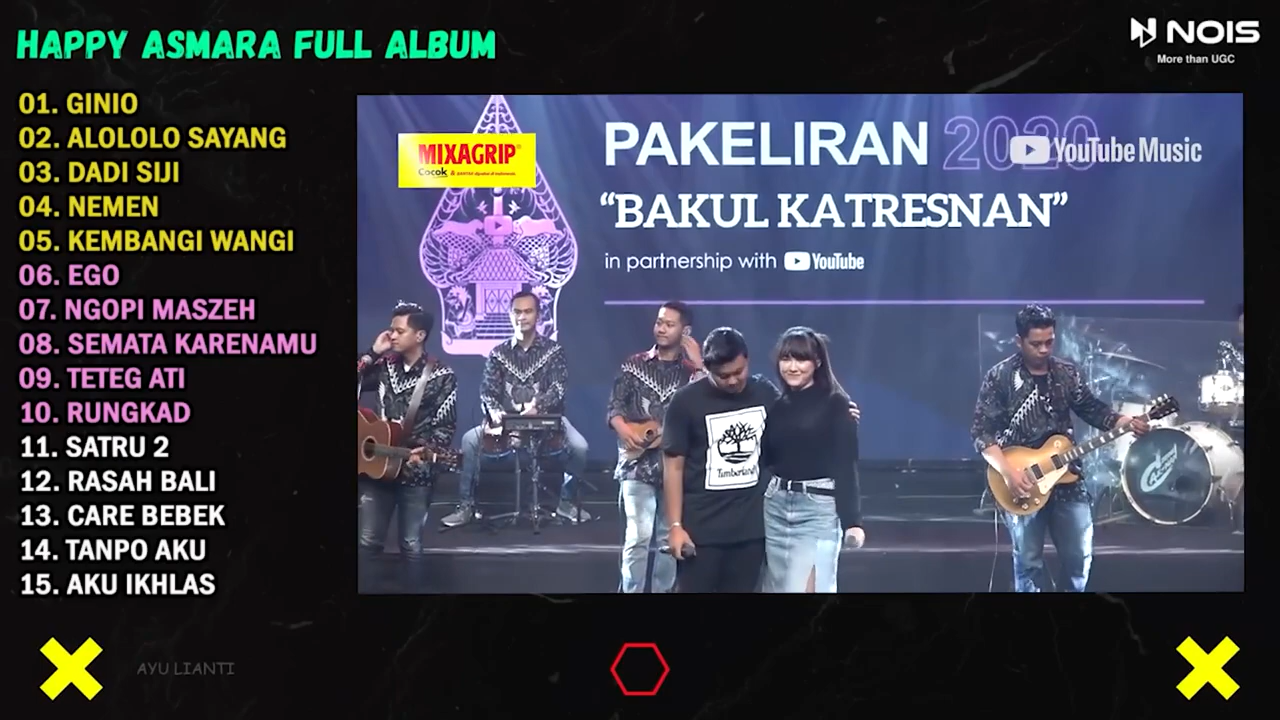 HAPPY ASMARA FULL ALBUM
NOIS
More than UGC
01. GINIO
02. ALOLOLO SAYANG
03. DADI SIJI
04. NEMEN
05. KEMBANGI WANGI
06. EGO
07. NGOPI MASZEH
08. SEMATA KARENAMU
09. TETEG ATI
10. RUNGKAD
11. SATRU 2
12. RASAH BALI
13. CARE BEBEK
14. TANPO AKU
15. AKU IKHLAS
MIXAGRIP
Cocok &
PAKELIRAN 2020
YouTube Music
“BAKUL KATRESNAN”
in partnership with YouTube
Timberland
AYU LIANTI